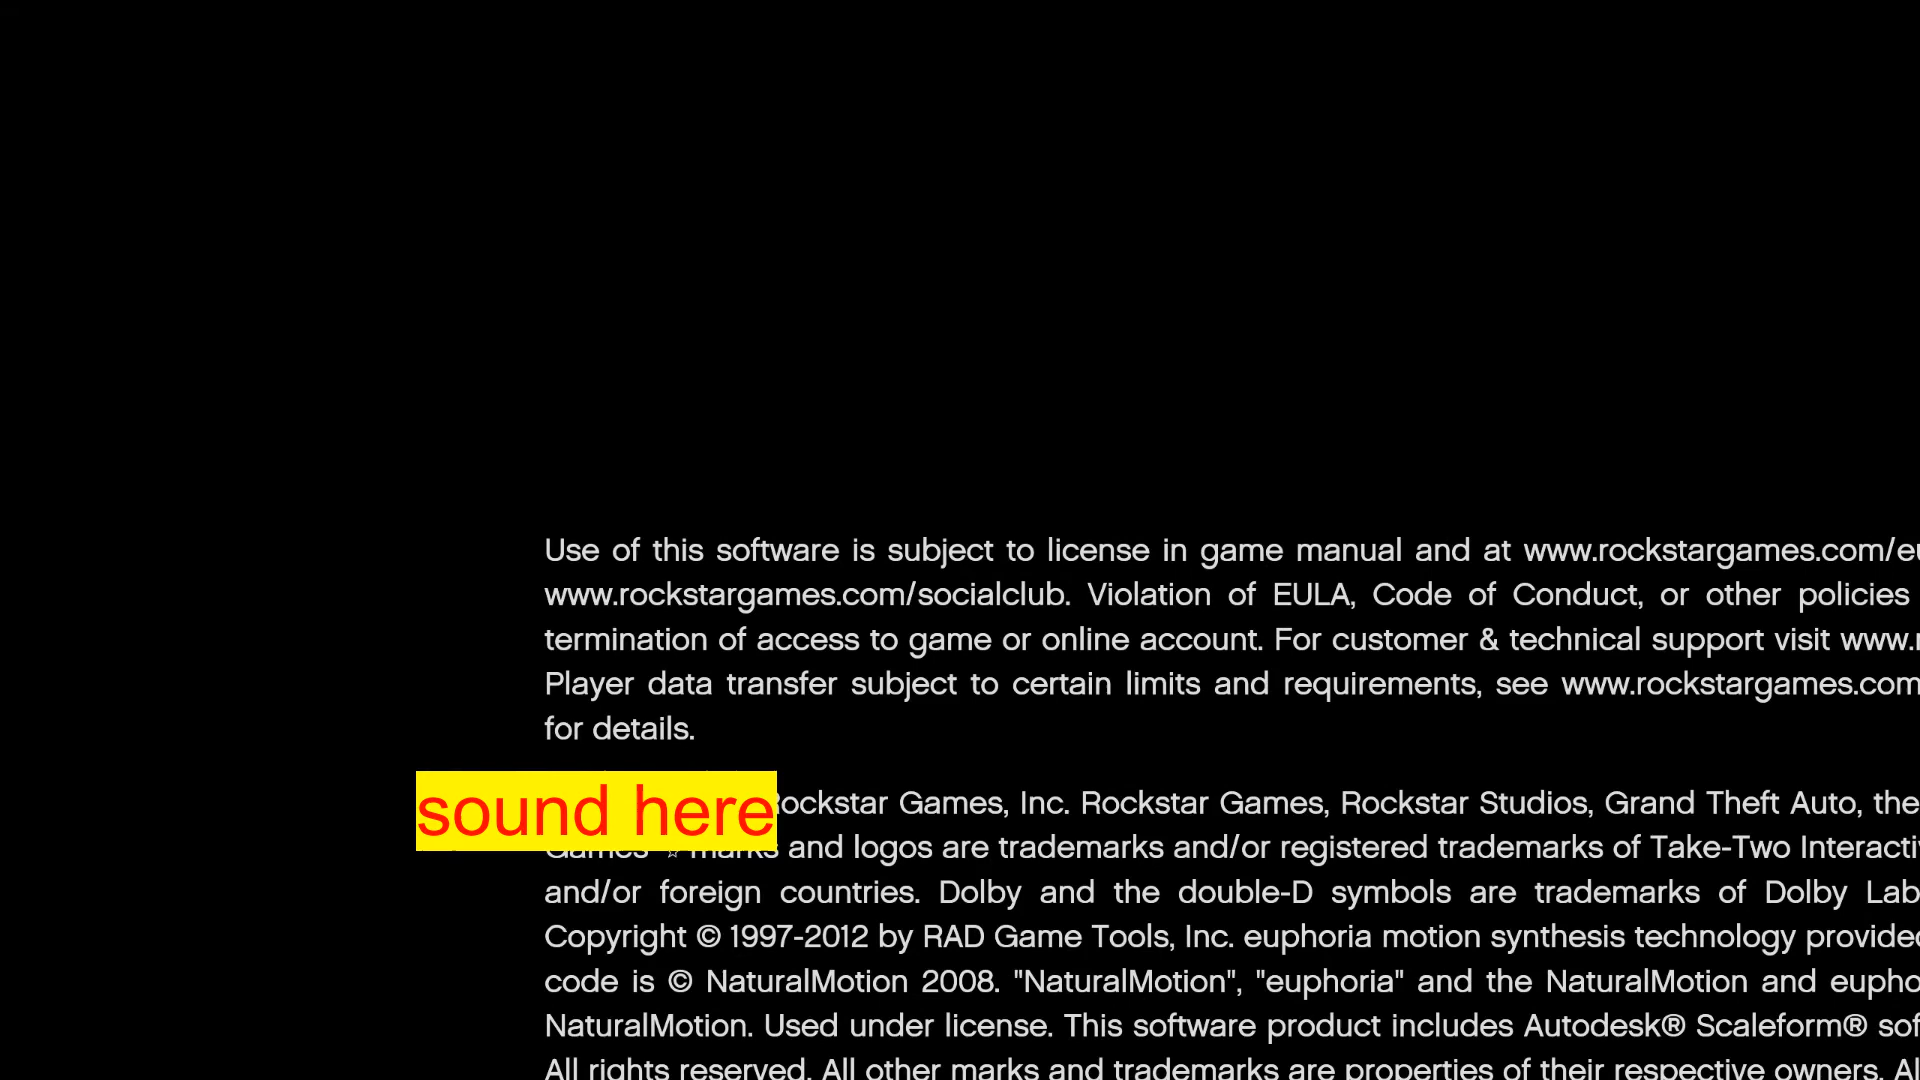 Use of this software is subject to license in game manual and at www.rockstargames.com/eu
www.rockstargames.com/socialclub. Violation of EULA, Code of Conduct, or other policies
termination of access to game or online account. For customer & technical support visit www.r
Player data transfer subject to certain limits and requirements, see www.rockstargames.com
for details.
sound here
Rockstar Games, Inc. Rockstar Games, Rockstar Studios, Grand Theft Auto, the
Games ☆ marks and logos are trademarks and/or registered trademarks of Take-Two Interacti
and/or foreign countries. Dolby and the double-D symbols are trademarks of Dolby Lab
Copyright © 1997-2012 by RAD Game Tools, Inc. euphoria motion synthesis technology provided
code is © NaturalMotion 2008. "NaturalMotion", "euphoria" and the NaturalMotion and eupho
NaturalMotion. Used under license. This software product includes Autodesk® Scaleform® sof
All rights reserved. All other marks and trademarks are properties of their respective owners. Al